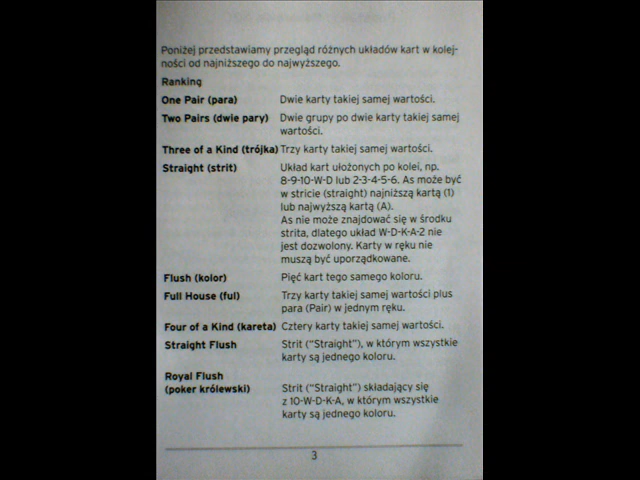 Poniżej przedstawiamy przegląd różnych układów kart w kolej-
ności od najniższego do najwyższego.
Ranking
One Pair (para) Dwie karty takiej samej wartości.
Two Pairs (dwie pary) Dwie grupy po dwie karty takiej samej
wartości.
Three of a Kind (trójka) Trzy karty takiej samej wartości.
Straight (strit) Układ kart ułożonych po kolei, np.
8-9-10-W-D lub 2-3-4-5-6. As może być
w stricie (straight) najniższą kartą (1)
lub najwyższą kartą (A).
As nie może znajdować się w środku
strita, dlatego układ W-D-K-A-2 nie
jest dozwolony. Karty w ręku nie
muszą być uporządkowane.
Flush (kolor) Pięć kart tego samego koloru.
Full House (ful) Trzy karty takiej samej wartości plus
para (Pair) w jednym ręku.
Four of a Kind (kareta) Cztery karty takiej samej wartości.
Straight Flush Strit ("Straight"), w którym wszystkie
karty są jednego koloru.
Royal Flush
(poker królewski) Strit ("Straight") składający się
z 10-W-D-K-A, w którym wszystkie
karty są jednego koloru.
3